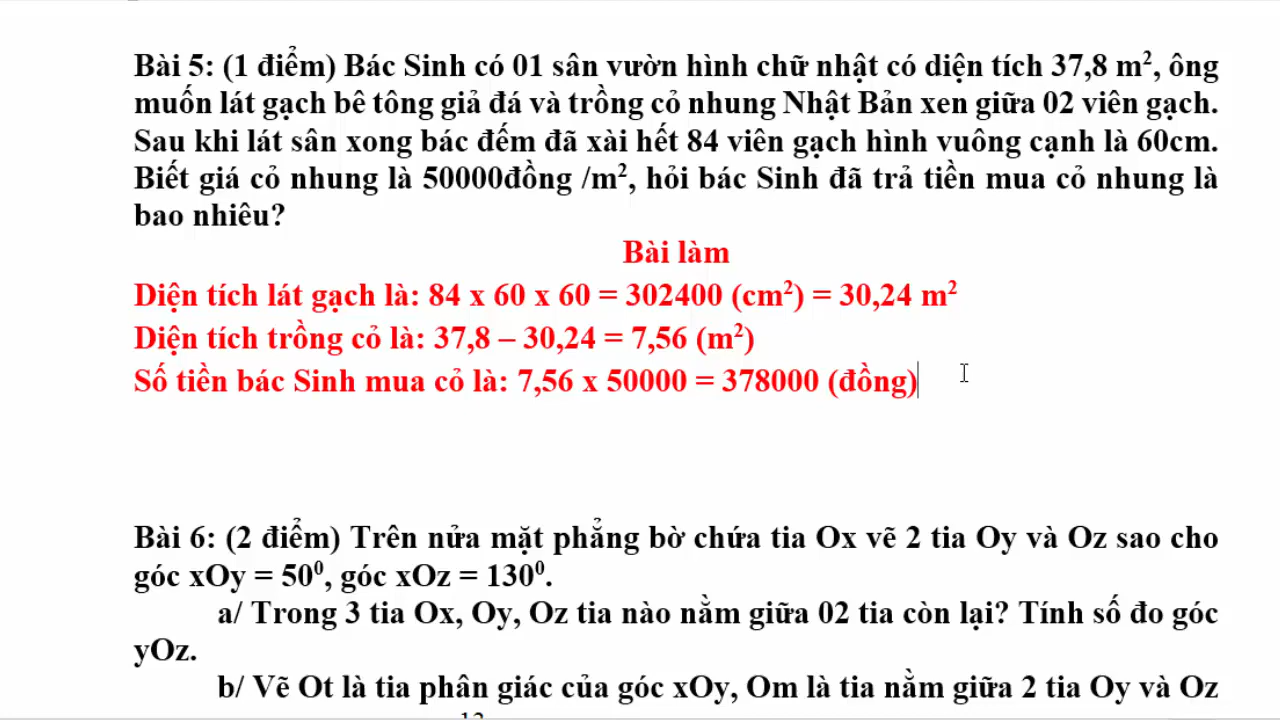 Bài 5: (1 điểm) Bác Sinh có 01 sân vườn hình chữ nhật có diện tích 37,8 m², ông
muốn lát gạch bê tông giả đá và trồng cỏ nhung Nhật Bản xen giữa 02 viên gạch.
Sau khi lát sân xong bác đếm đã xài hết 84 viên gạch hình vuông cạnh là 60cm.
Biết giá cỏ nhung là 50000đồng /m², hỏi bác Sinh đã trả tiền mua cỏ nhung là
bao nhiêu?
Bài làm
Diện tích lát gạch là: 84 x 60 x 60 = 302400 (cm²) = 30,24 m²
Diện tích trồng cỏ là: 37,8 – 30,24 = 7,56 (m²)
Số tiền bác Sinh mua cỏ là: 7,56 x 50000 = 378000 (đồng)
Bài 6: (2 điểm) Trên nửa mặt phẳng bờ chứa tia Ox vẽ 2 tia Oy và Oz sao cho
góc xOy = 50⁰, góc xOz = 130⁰.
a/ Trong 3 tia Ox, Oy, Oz tia nào nằm giữa 02 tia còn lại? Tính số đo góc
yOz.
b/ Vẽ Ot là tia phân giác của góc xOy, Om là tia nằm giữa 2 tia Oy và Oz